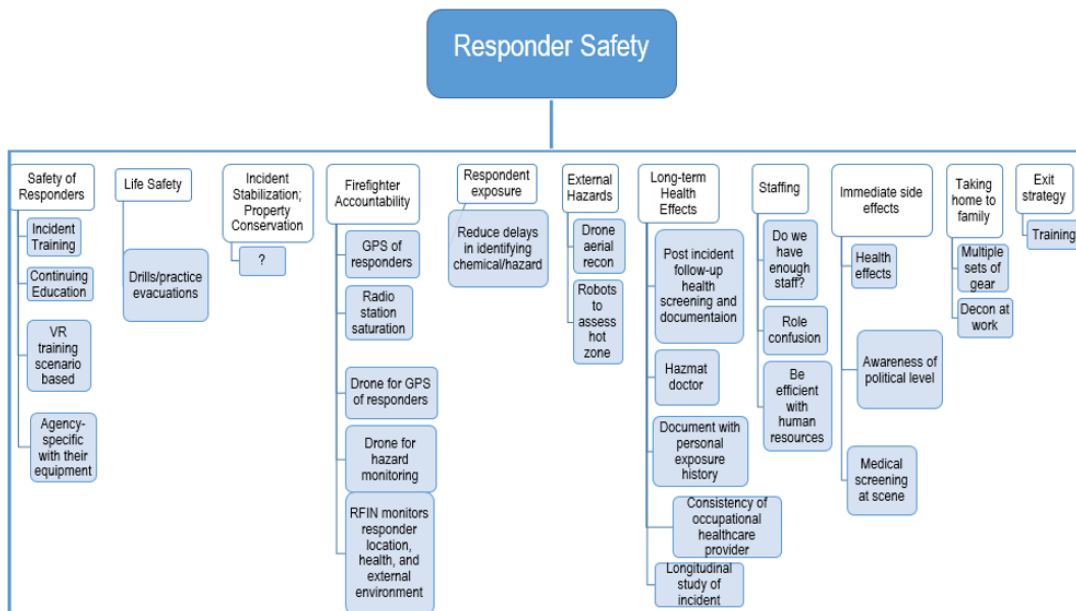 Responder Safety
Safety of
Responders
Incident
Training
Continuing
Education
VR
training
scenario
based
Agency-
specific
with their
equipment
Life Safety
Drills/practice
evacuations
Incident
Stabilization;
Property
Conservation
?
Firefighter
Accountability
GPS of
responders
Radio
station
saturation
Drone for GPS
of responders
Drone for
hazard
monitoring
RFIN monitors
responder
location,
health, and
external
environment
Respondent
exposure
Reduce delays
in identifying
chemical/hazard
External
Hazards
Drone
aerial
recon
Robots
to
assess
hot
zone
Long-term
Health
Effects
Post incident
follow-up
health
screening and
documentaion
Hazmat
doctor
Document with
personal
exposure
history
Consistency of
occupational
healthcare
provider
Longitudinal
study of
incident
Staffing
Do we
have
enough
staff?
Role
confusion
Be
efficient
with
human
resources
Immediate side
effects
Health
effects
Awareness of
political level
Medical
screening
at scene
Taking
home to
family
Multiple
sets of
gear
Decon at
work
Exit
strategy
Training